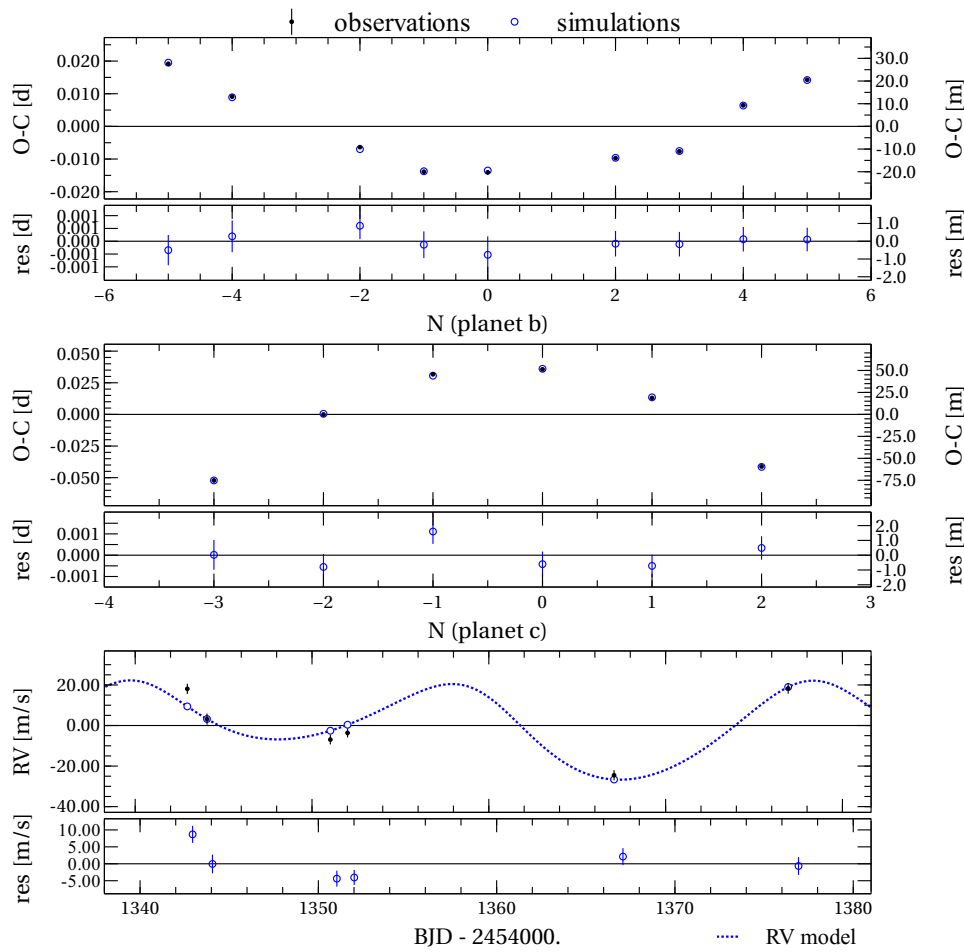 observations simulations
O-C [d]
0.020
0.010
0.000
-0.010
-0.020
30.0
20.0
10.0
0.0
-10.0
-20.0
O-C [m]
res [d]
0.001
0.001
0.000
-0.001
-0.001
1.0
0.0
-1.0
-2.0
res [m]
−6 −4 −2 0 2 4 6
N (planet b)
O-C [d]
0.050
0.025
0.000
-0.025
-0.050
50.0
25.0
0.0
-25.0
-50.0
-75.0
O-C [m]
res [d]
0.001
0.000
-0.001
2.0
1.0
0.0
-1.0
-2.0
res [m]
−4 −3 −2 −1 0 1 2 3
N (planet c)
RV [m/s]
20.00
0.00
-20.00
-40.00
res [m/s]
10.00
5.00
0.00
-5.00
1340 1350 1360 1370 1380
BJD - 2454000. RV model